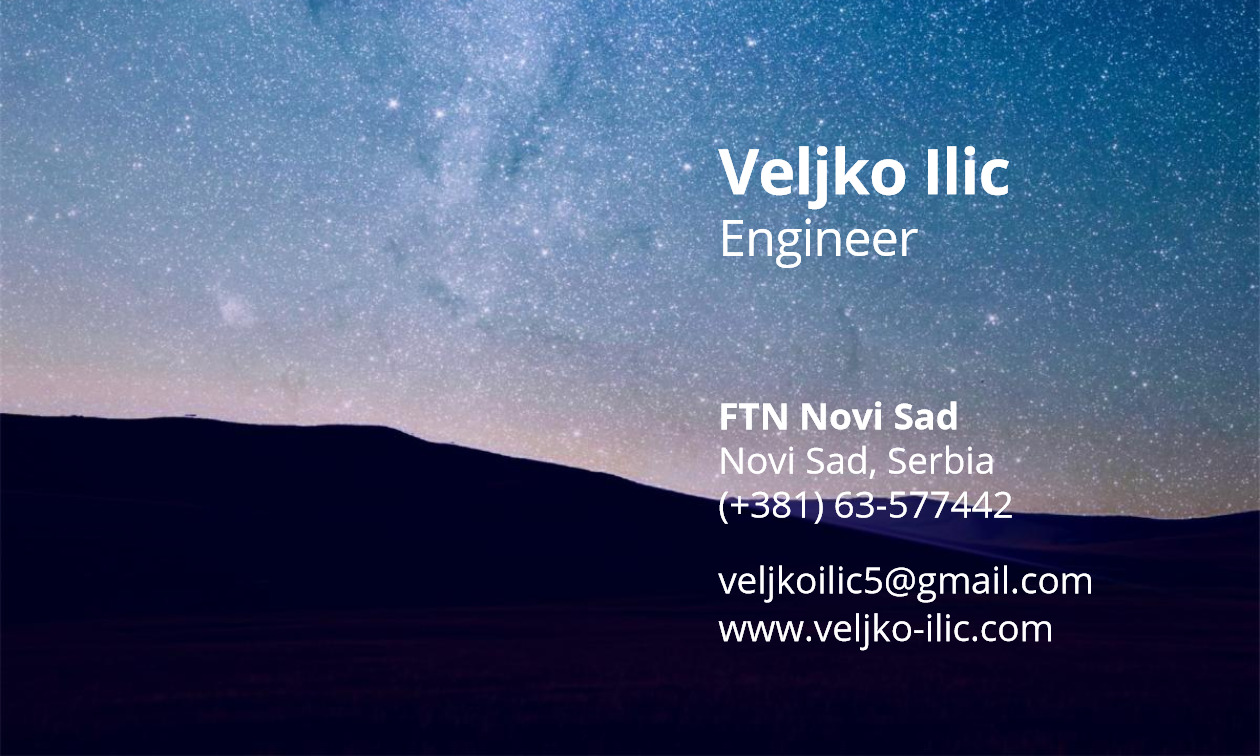 Veljko Ilic
Engineer
FTN Novi Sad
Novi Sad, Serbia
(+381) 63-577442
veljkoilic5@gmail.com
www.veljko-ilic.com